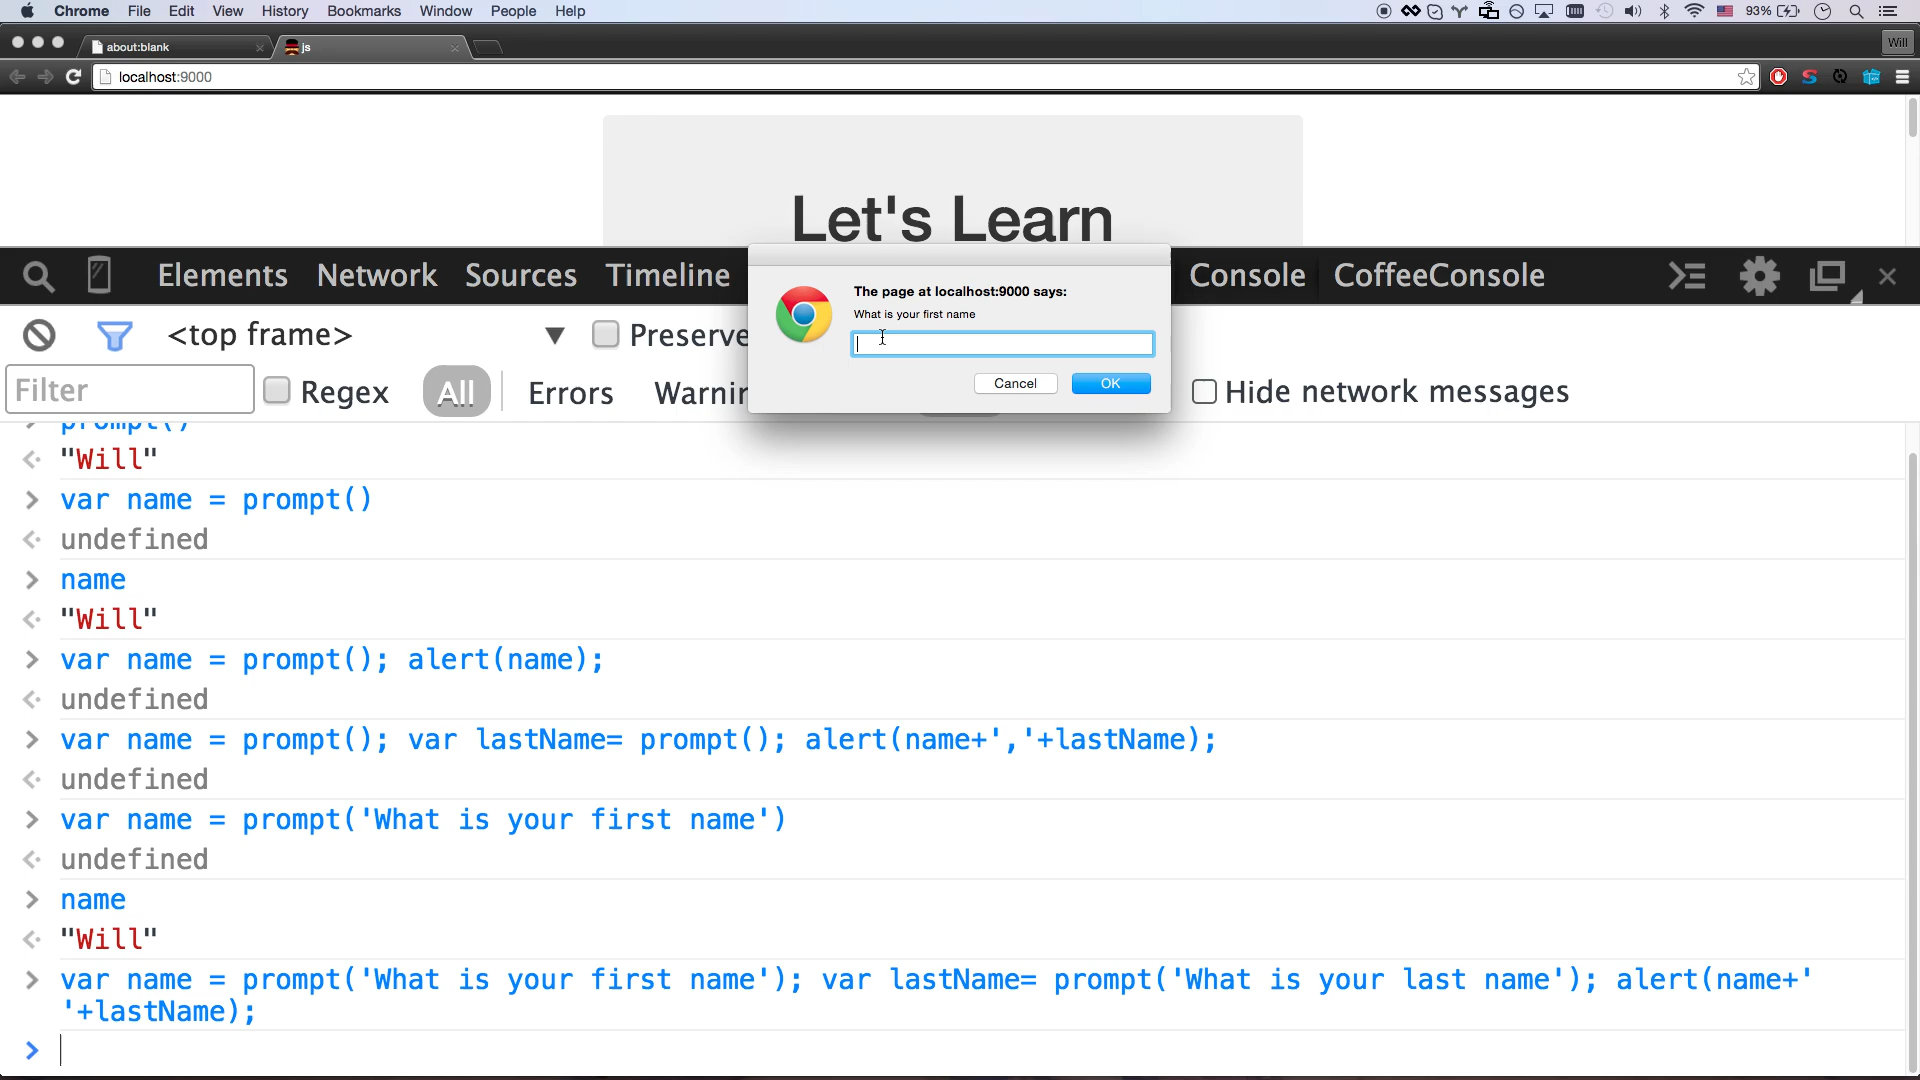 Chrome File Edit View History Bookmarks Window People Help 93%
about:blank js Will
localhost:9000
Let's Learn
Elements Network Sources Timeline Console CoffeeConsole
The page at localhost:9000 says:
What is your first name
Cancel OK
<top frame> Preserve
Filter Regex All Errors Hide network messages
prompt()
"Will"
var name = prompt()
undefined
name
"Will"
var name = prompt(); alert(name);
undefined
var name = prompt(); var lastName= prompt(); alert(name+','+lastName);
undefined
var name = prompt('What is your first name')
undefined
name
"Will"
var name = prompt('What is your first name'); var lastName= prompt('What is your last name'); alert(name+'
'+lastName);